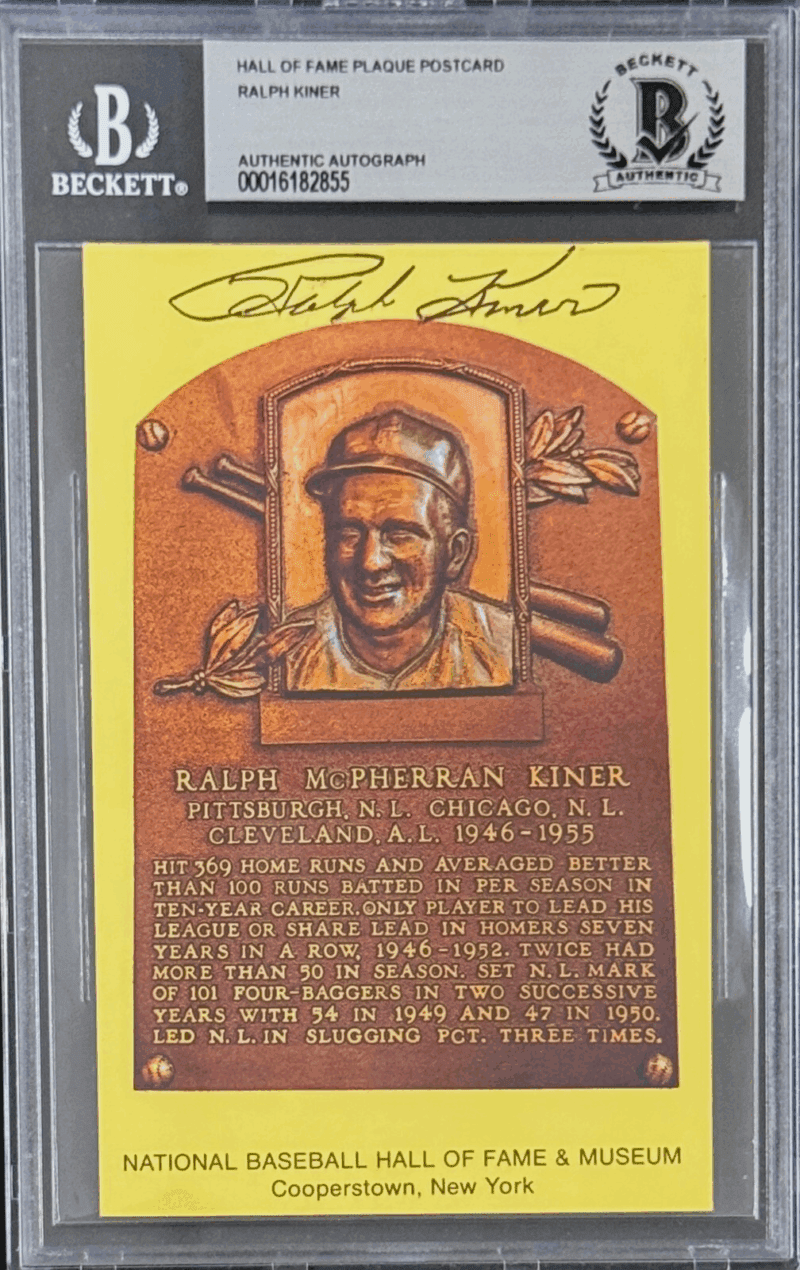 HALL OF FAME PLAQUE POSTCARD
RALPH KINER
AUTHENTIC AUTOGRAPH
00016182855
B
BECKETT®
BECKETT
B
AUTHENTIC
Ralph Kiner
RALPH McPHERRAN KINER
PITTSBURGH, N. L. CHICAGO, N. L.
CLEVELAND, A. L. 1946-1955
HIT 369 HOME RUNS AND AVERAGED BETTER
THAN 100 RUNS BATTED IN PER SEASON IN
TEN-YEAR CAREER. ONLY PLAYER TO LEAD HIS
LEAGUE OR SHARE LEAD IN HOMERS SEVEN
YEARS IN A ROW, 1946-1952. TWICE HAD
MORE THAN 50 IN SEASON. SET N. L. MARK
OF 101 FOUR-BAGGERS IN TWO SUCCESSIVE
YEARS WITH 54 IN 1949 AND 47 IN 1950.
LED N. L. IN SLUGGING PCT. THREE TIMES.
NATIONAL BASEBALL HALL OF FAME & MUSEUM
Cooperstown, New York